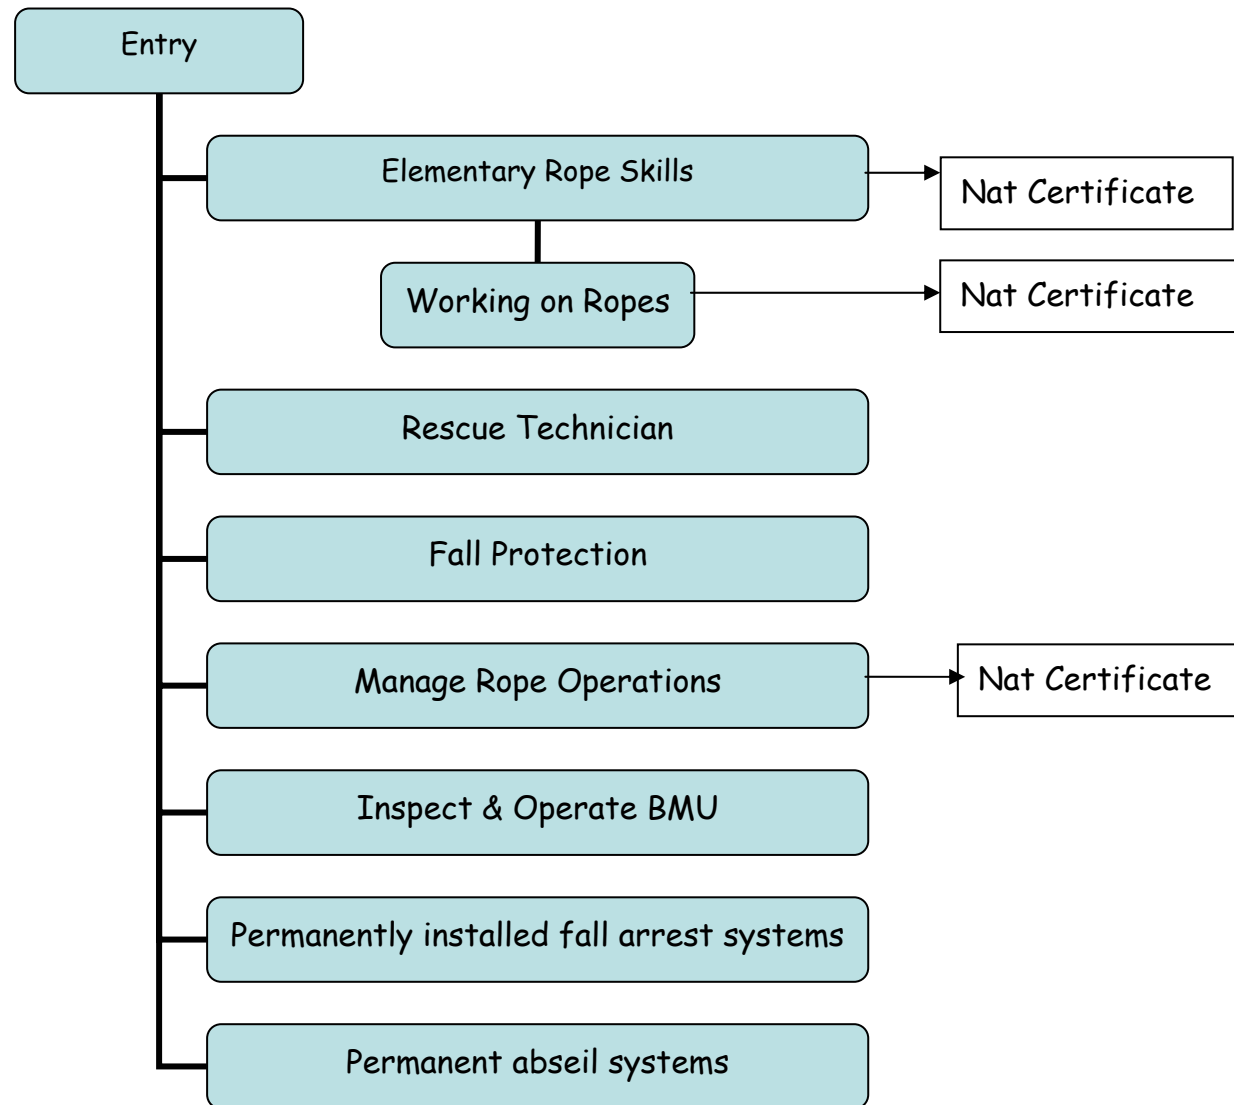 Entry
Elementary Rope Skills
Nat Certificate
Working on Ropes
Nat Certificate
Rescue Technician
Fall Protection
Manage Rope Operations
Nat Certificate
Inspect & Operate BMU
Permanently installed fall arrest systems
Permanent abseil systems